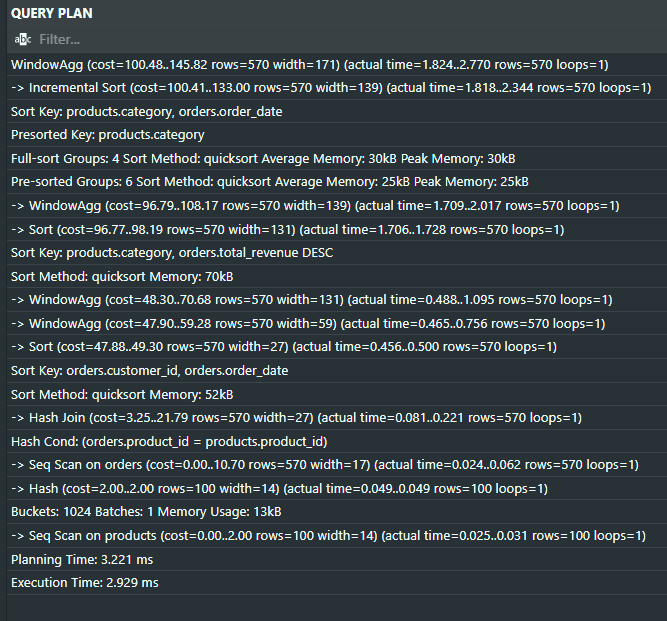 QUERY PLAN
abc Filter...
WindowAgg (cost=100.48..145.82 rows=570 width=171) (actual time=1.824..2.770 rows=570 loops=1)
-> Incremental Sort (cost=100.41..133.00 rows=570 width=139) (actual time=1.818..2.344 rows=570 loops=1)
Sort Key: products.category, orders.order_date
Presorted Key: products.category
Full-sort Groups: 4 Sort Method: quicksort Average Memory: 30kB Peak Memory: 30kB
Pre-sorted Groups: 6 Sort Method: quicksort Average Memory: 25kB Peak Memory: 25kB
-> WindowAgg (cost=96.79..108.17 rows=570 width=139) (actual time=1.709..2.017 rows=570 loops=1)
-> Sort (cost=96.77..98.19 rows=570 width=131) (actual time=1.706..1.728 rows=570 loops=1)
Sort Key: products.category, orders.total_revenue DESC
Sort Method: quicksort Memory: 70kB
-> WindowAgg (cost=48.30..70.68 rows=570 width=131) (actual time=0.488..1.095 rows=570 loops=1)
-> WindowAgg (cost=47.90..59.28 rows=570 width=59) (actual time=0.465..0.756 rows=570 loops=1)
-> Sort (cost=47.88..49.30 rows=570 width=27) (actual time=0.456..0.500 rows=570 loops=1)
Sort Key: orders.customer_id, orders.order_date
Sort Method: quicksort Memory: 52kB
-> Hash Join (cost=3.25..21.79 rows=570 width=27) (actual time=0.081..0.221 rows=570 loops=1)
Hash Cond: (orders.product_id = products.product_id)
-> Seq Scan on orders (cost=0.00..10.70 rows=570 width=17) (actual time=0.024..0.062 rows=570 loops=1)
-> Hash (cost=2.00..2.00 rows=100 width=14) (actual time=0.049..0.049 rows=100 loops=1)
Buckets: 1024 Batches: 1 Memory Usage: 13kB
-> Seq Scan on products (cost=0.00..2.00 rows=100 width=14) (actual time=0.025..0.031 rows=100 loops=1)
Planning Time: 3.221 ms
Execution Time: 2.929 ms